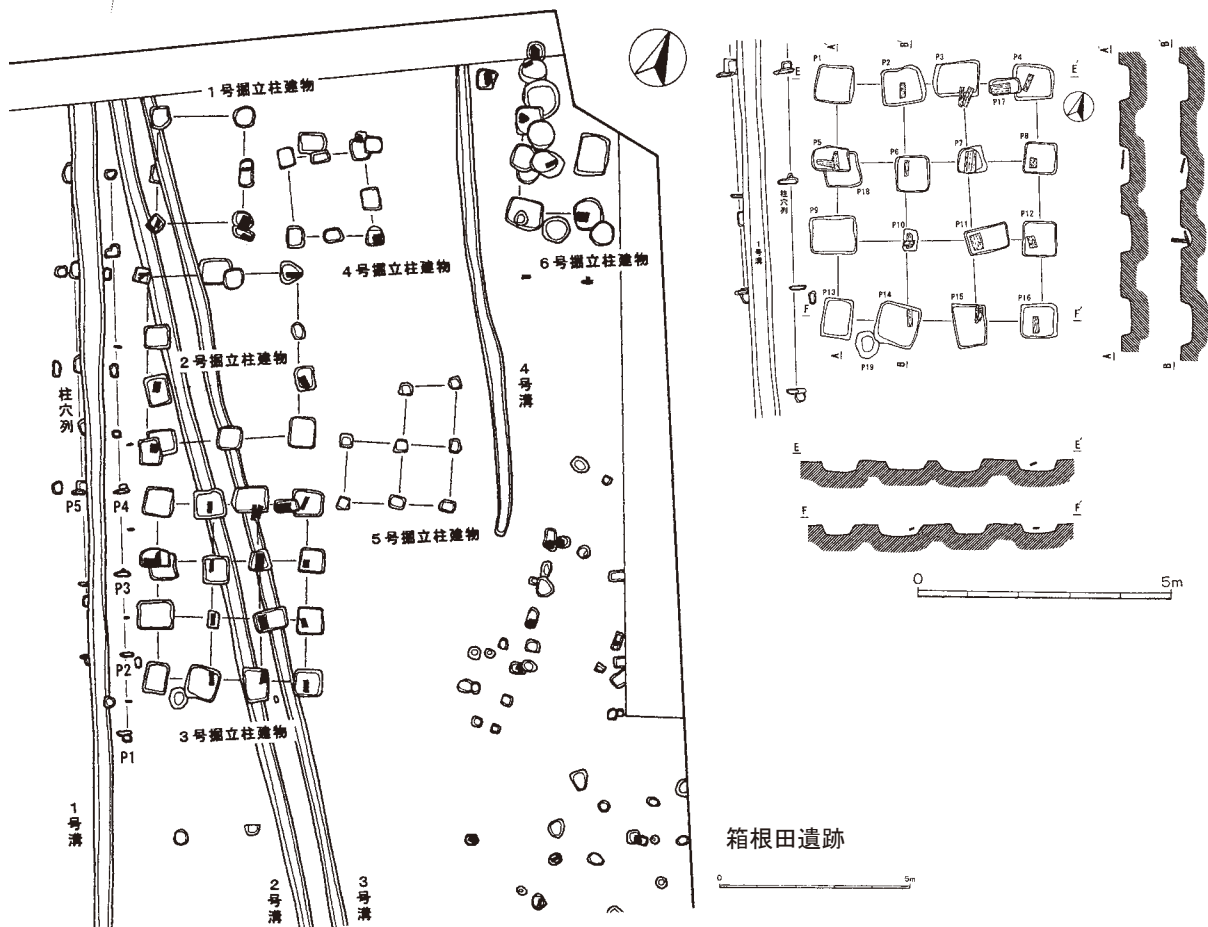 1号掘立柱建物
4号掘立柱建物
6号掘立柱建物
2号掘立柱建物
柱穴列
4号溝
P5
P4
5号掘立柱建物
P3
P2
3号掘立柱建物
P1
1号溝
2号溝
3号溝
A'
B'
P1
P2
P3
P4
E
E'
P17
P5
P6
P7
P8
P18
柱穴列
1号溝
P9
P10
P11
P12
P13
P14
P15
P16
F
F'
P19
A
B
A'
B'
A
B
E
E'
F
F'
0
5m
箱根田遺跡
0
5m